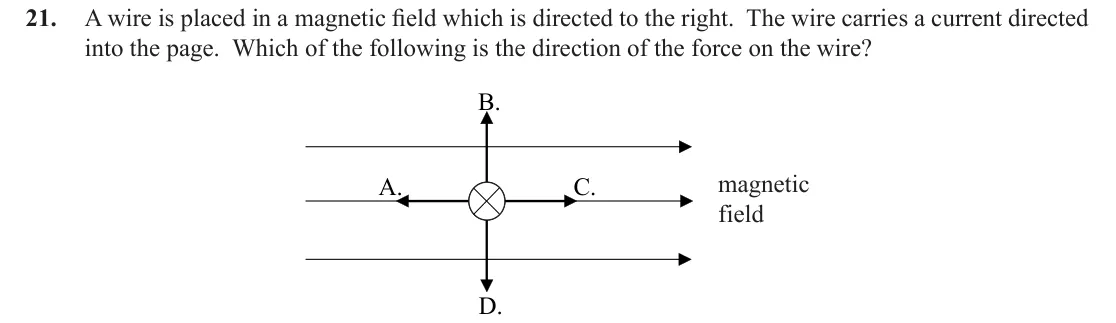 21. A wire is placed in a magnetic field which is directed to the right. The wire carries a current directed
into the page. Which of the following is the direction of the force on the wire?
B.
A.
C.
magnetic
field
D.